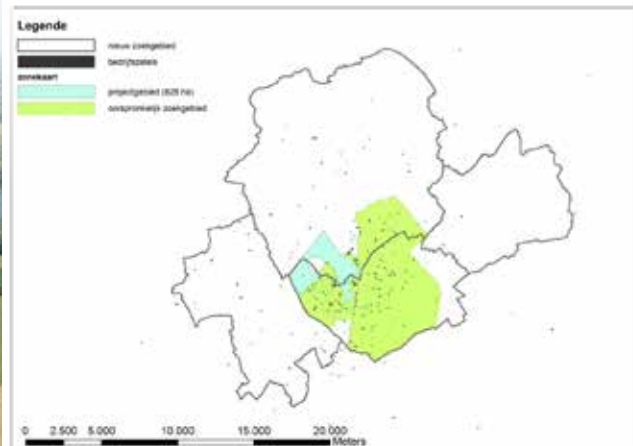 Legende
nieuw zoekgebied
bedrijfszetels
zonekaart
projectgebied (828 ha)
oorspronkelijk zoekgebied
0 2.500 5.000 10.000 15.000 20.000
Meters